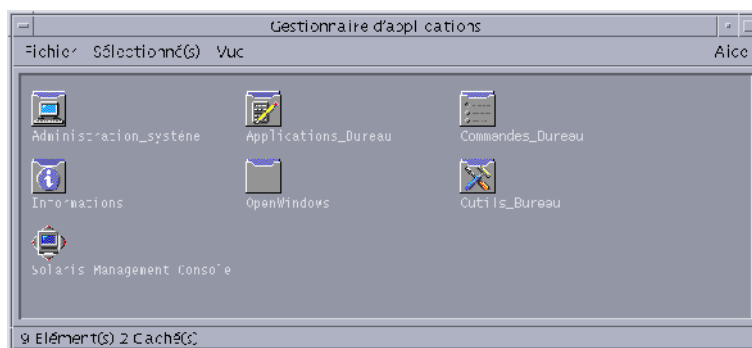 Gestionnaire d'applications
Fichier Sélectionné(s) Vue Aide
Administration_système Applications_Bureau Commandes_Bureau
Informations OpenWindows Outils_Bureau
Solaris Management Console
9 Elément(s) 2 Caché(s)